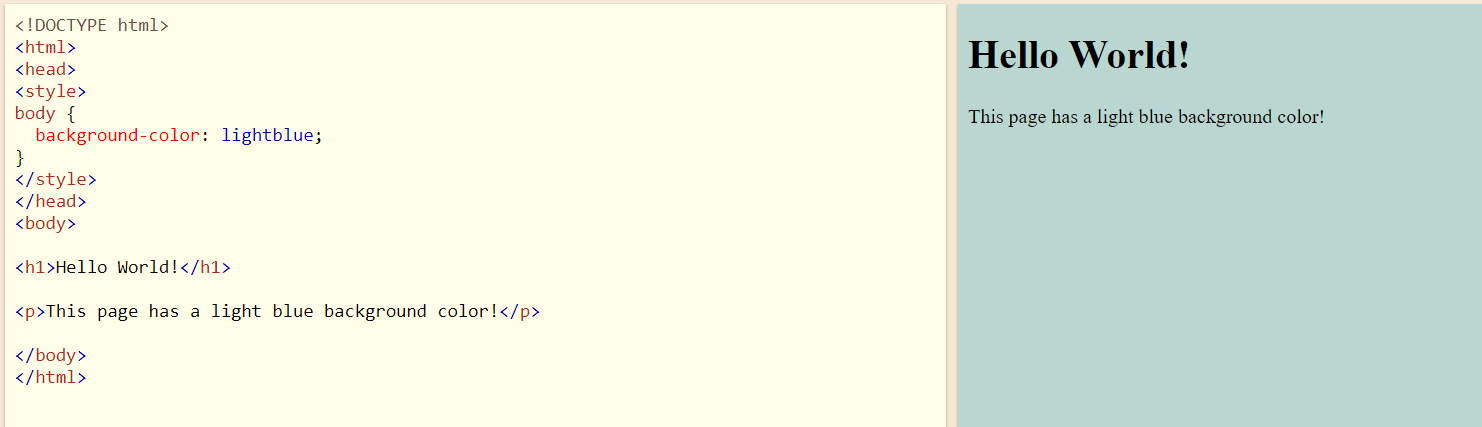 <!DOCTYPE html>
<html>
<head>
<style>
body {
  background-color: lightblue;
}
</style>
</head>
<body>

<h1>Hello World!</h1>

<p>This page has a light blue background color!</p>

</body>
</html>
Hello World!
This page has a light blue background color!